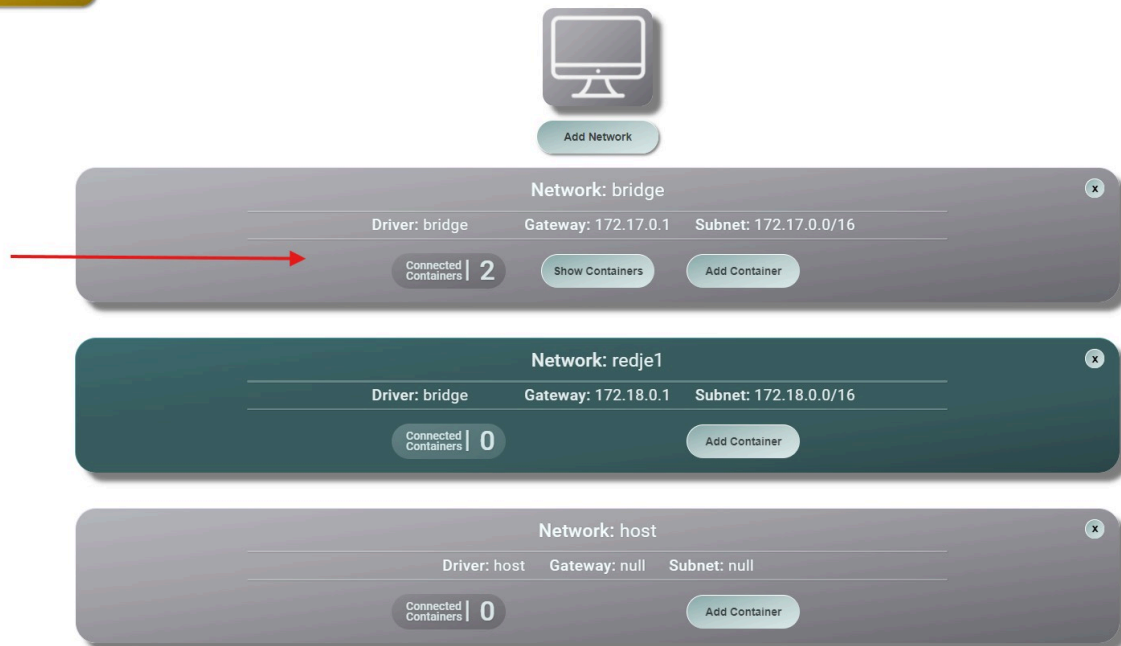 Add Network
Network: bridge
x
Driver: bridge Gateway: 172.17.0.1 Subnet: 172.17.0.0/16
Connected
Containers | 2 Show Containers Add Container
Network: redje1
x
Driver: bridge Gateway: 172.18.0.1 Subnet: 172.18.0.0/16
Connected
Containers | 0 Add Container
Network: host
x
Driver: host Gateway: null Subnet: null
Connected
Containers | 0 Add Container